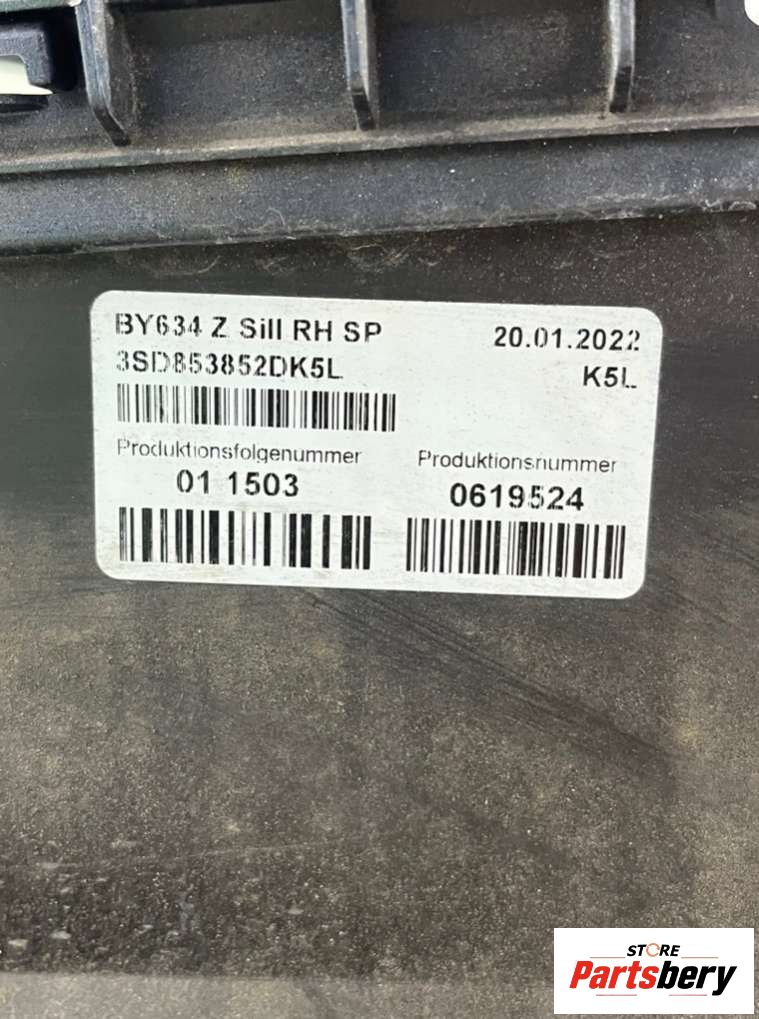 BY634 Z Sill RH SP
20.01.2022
3SD853852DK5L
K5L
Produktionsfolgenummer
Produktionsnummer
01 1503
0619524
STORE
Partsbery